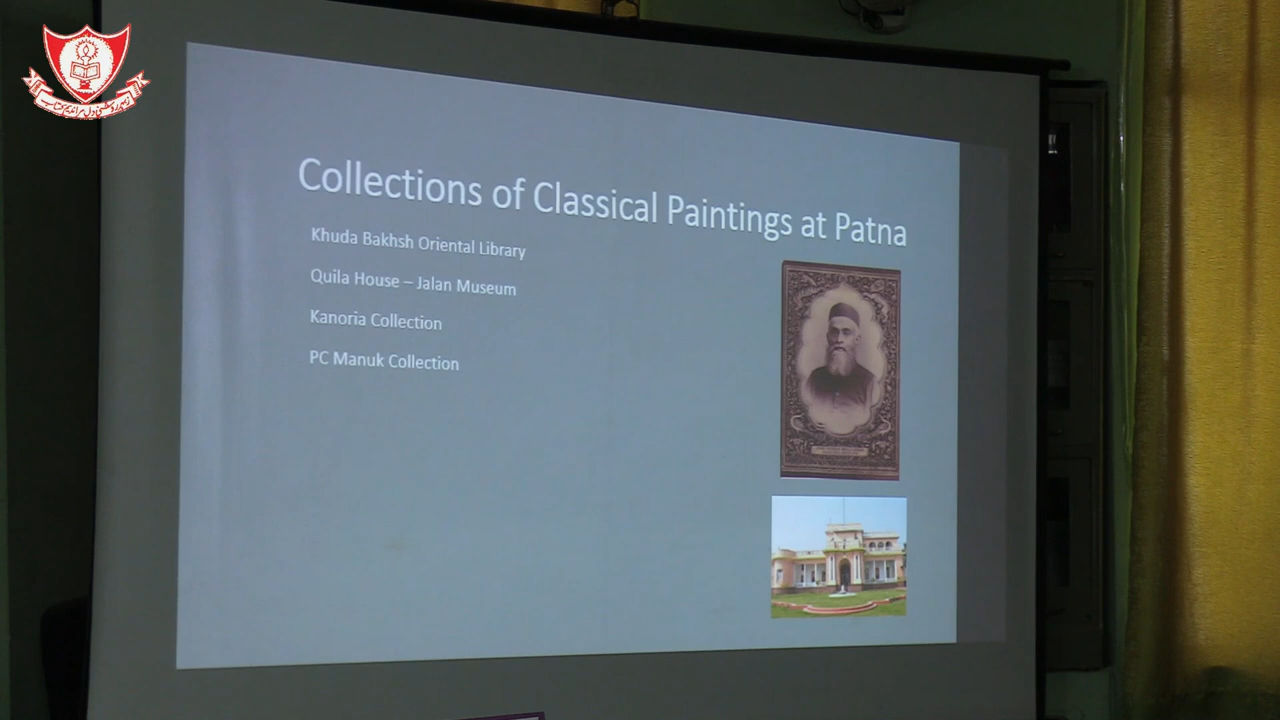 Collections of Classical Paintings at Patna
Khuda Bakhsh Oriental Library
Quila House – Jalan Museum
Kanoria Collection
PC Manuk Collection